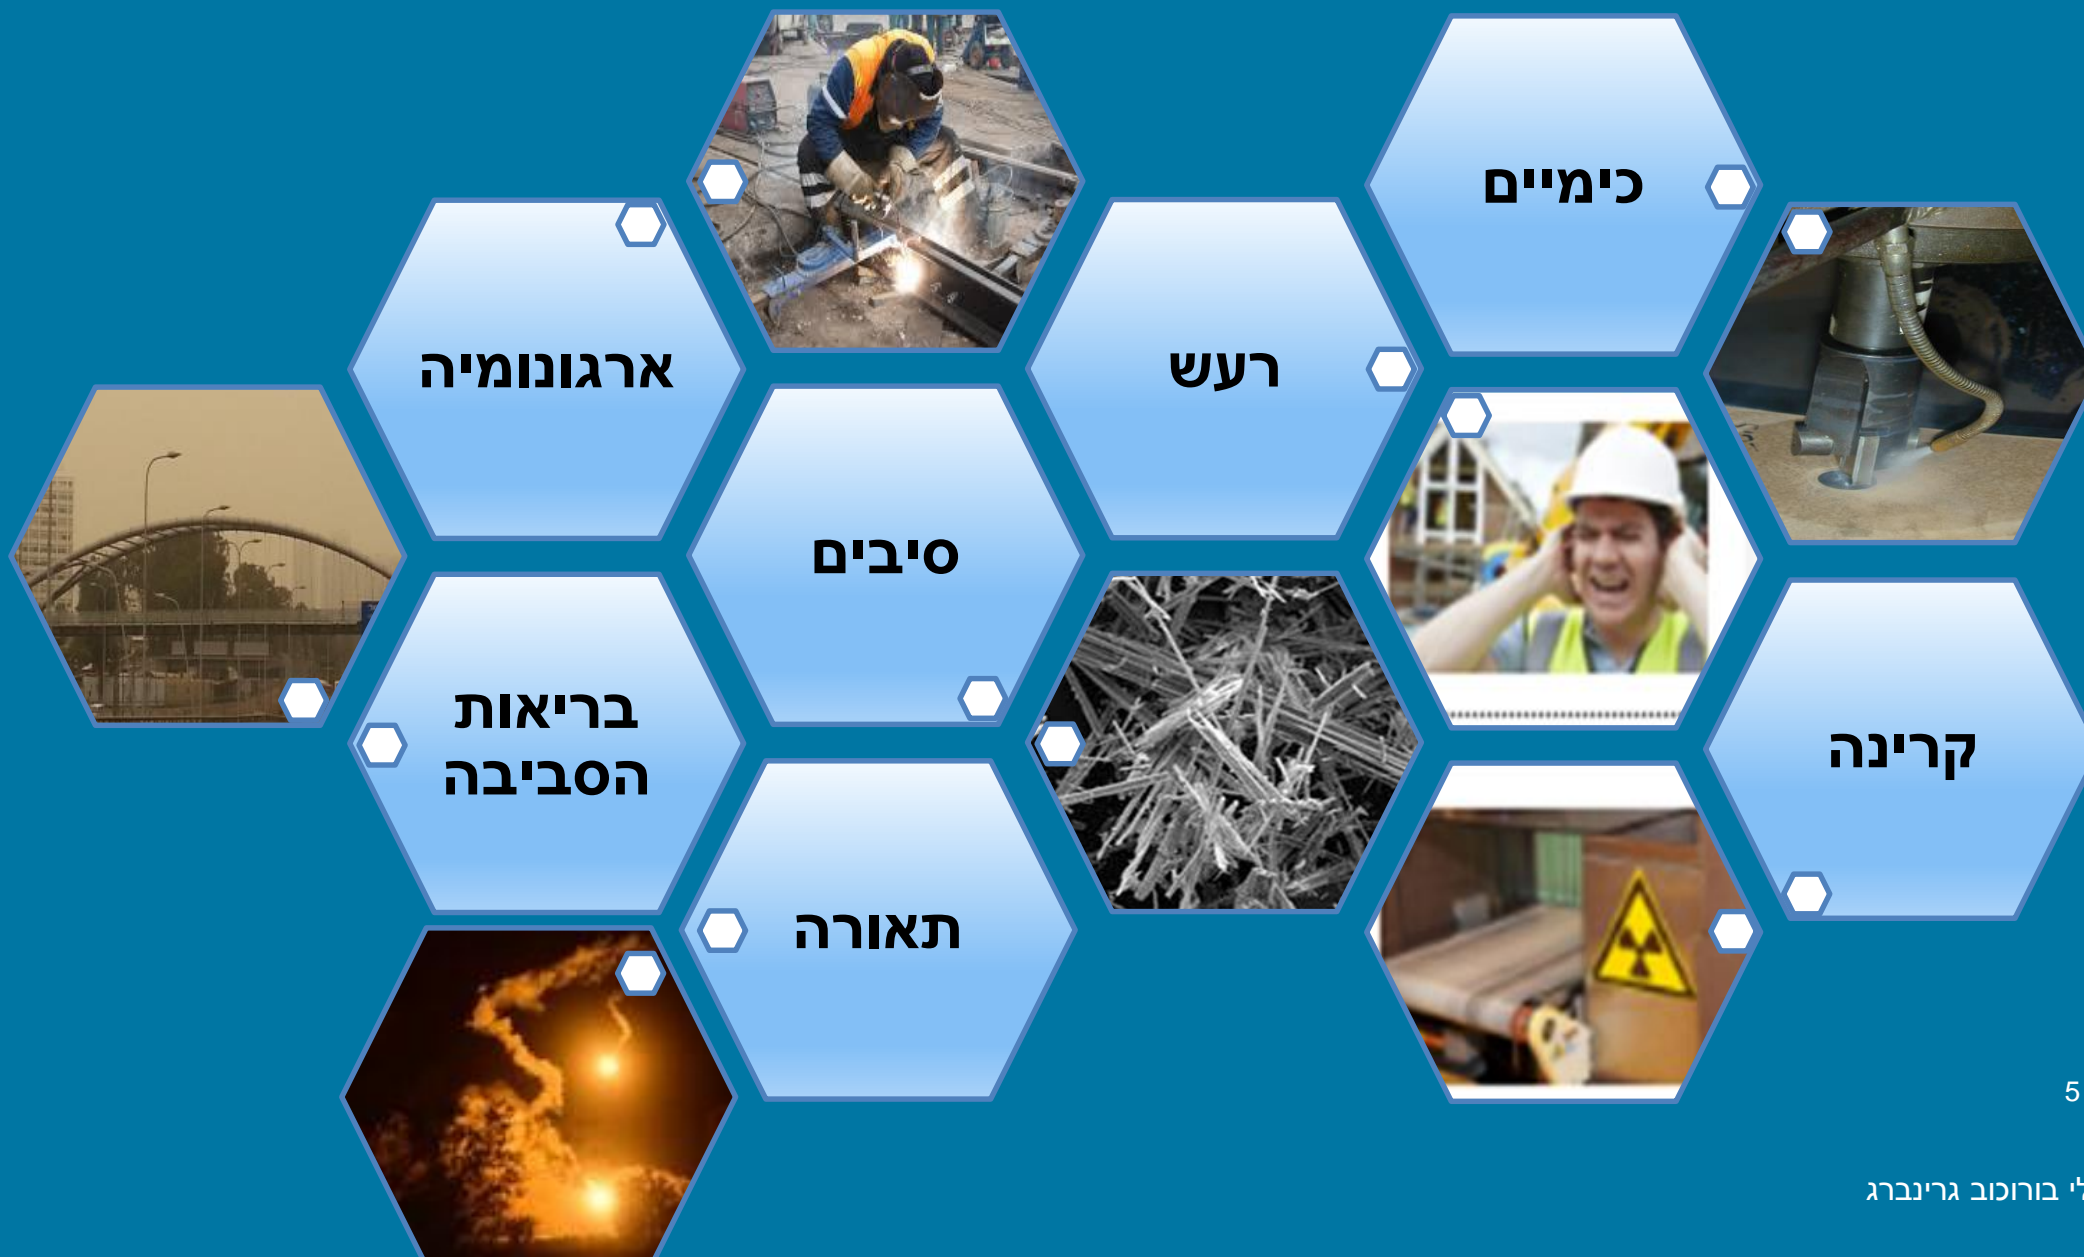 כימיים
רעש
ארגונומיה
סיבים
קרינה
בריאות
הסביבה
תאורה
5
בורוכוב גרינברג